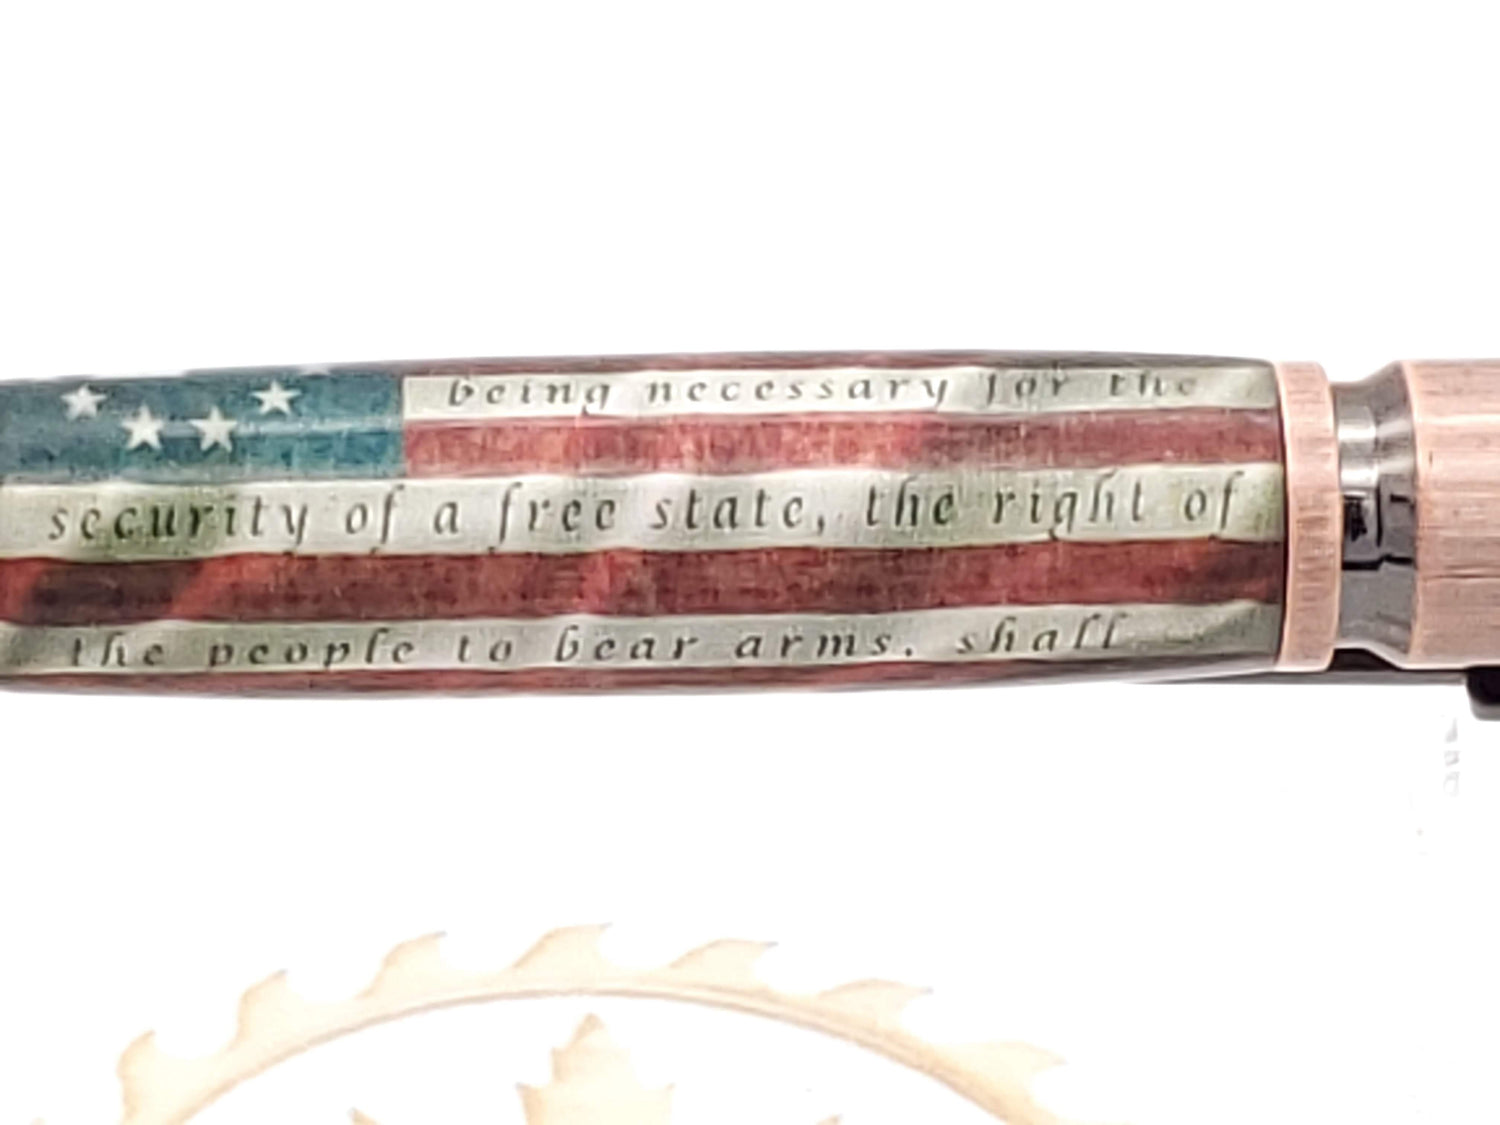 being necessary for the
security of a free state, the right of
the people to bear arms, shall